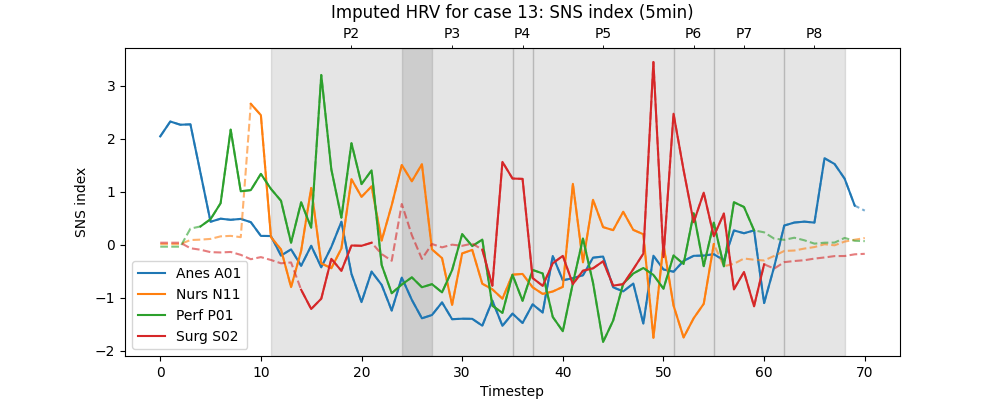 Imputed HRV for case 13: SNS index (5min)
P2 P3 P4 P5 P6 P7 P8
SNS index
3
2
1
0
−1
−2
Anes A01
Nurs N11
Perf P01
Surg S02
0 10 20 30 40 50 60 70
Timestep